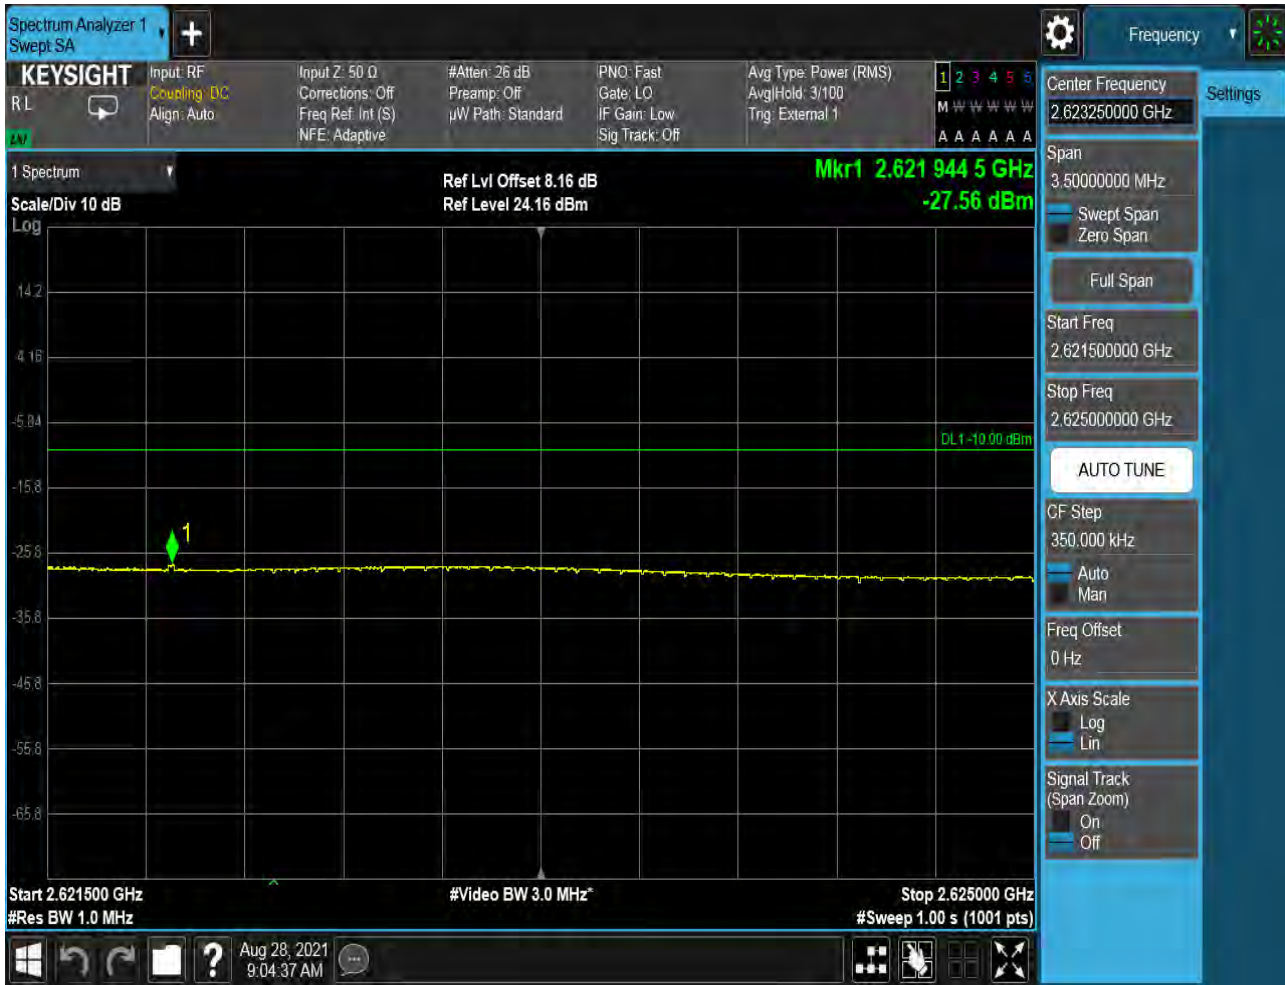 Spectrum Analyzer 1
Swept SA
Frequency
KEYSIGHT
R L
Input: RF
Coupling: DC
Align: Auto
Input Z: 50 Ω
Corrections: Off
Freq Ref: Int (S)
NFE: Adaptive
#Atten: 26 dB
Preamp: Off
µW Path: Standard
PNO: Fast
Gate: LO
IF Gain: Low
Sig Track: Off
Avg Type: Power (RMS)
Avg|Hold: 3/100
Trig: External 1
1 2 3 4 5 6
M W W W W W
A A A A A A
1 Spectrum
Scale/Div 10 dB
Log
Ref Lvl Offset 8.16 dB
Ref Level 24.16 dBm
Mkr1 2.621 944 5 GHz
-27.56 dBm
14.2
4.16
-5.84
-15.8
-25.8
-35.8
-45.8
-55.8
-65.8
DL1 -10.00 dBm
1
Start 2.621500 GHz
#Res BW 1.0 MHz
#Video BW 3.0 MHz*
Stop 2.625000 GHz
#Sweep 1.00 s (1001 pts)
Center Frequency
2.623250000 GHz
Settings
Span
3.50000000 MHz
Swept Span
Zero Span
Full Span
Start Freq
2.621500000 GHz
Stop Freq
2.625000000 GHz
AUTO TUNE
CF Step
350.000 kHz
Auto
Man
Freq Offset
0 Hz
X Axis Scale
Log
Lin
Signal Track
(Span Zoom)
On
Off
?
Aug 28, 2021
9:04:37 AM